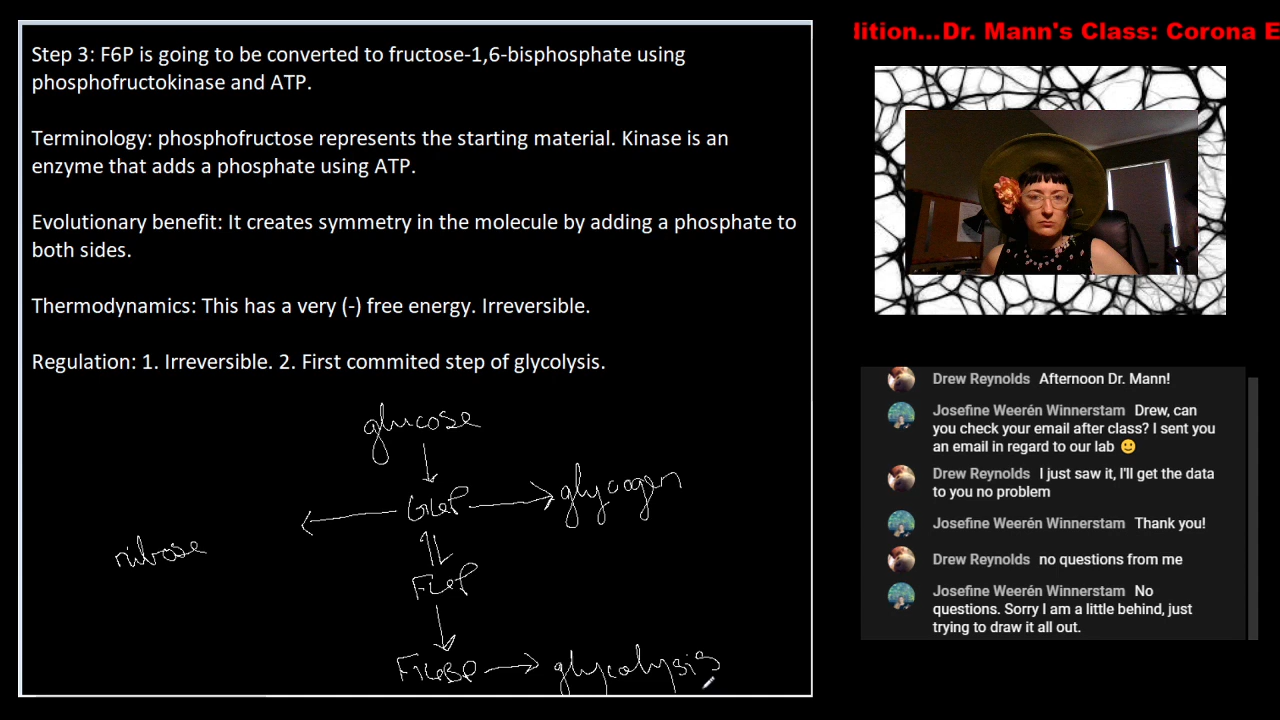 lition...Dr. Mann's Class: Corona E
Step 3: F6P is going to be converted to fructose-1,6-bisphosphate using
phosphofructokinase and ATP.
Terminology: phosphofructose represents the starting material. Kinase is an
enzyme that adds a phosphate using ATP.
Evolutionary benefit: It creates symmetry in the molecule by adding a phosphate to
both sides.
Thermodynamics: This has a very (-) free energy. Irreversible.
Regulation: 1. Irreversible. 2. First commited step of glycolysis.
glucose
G6P
glycogen
ribose
F6P
F16BP
glycolysis
Drew Reynolds Afternoon Dr. Mann!
Josefine Weerén Winnerstam Drew, can
you check your email after class? I sent you
an email in regard to our lab 🙂
Drew Reynolds I just saw it, I'll get the data
to you no problem
Josefine Weerén Winnerstam Thank you!
Drew Reynolds no questions from me
Josefine Weerén Winnerstam No
questions. Sorry I am a little behind, just
trying to draw it all out.